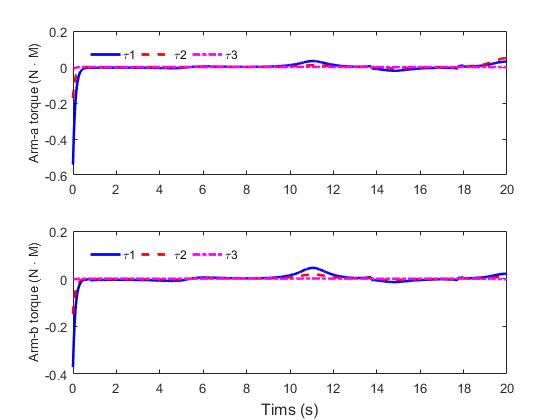 0.2
τ1 τ2 τ3
0
-0.2
-0.4
-0.6
Arm-a torque (N · M)
0 2 4 6 8 10 12 14 16 18 20
0.2
τ1 τ2 τ3
0
-0.2
-0.4
Arm-b torque (N · M)
0 2 4 6 8 10 12 14 16 18 20
Tims (s)